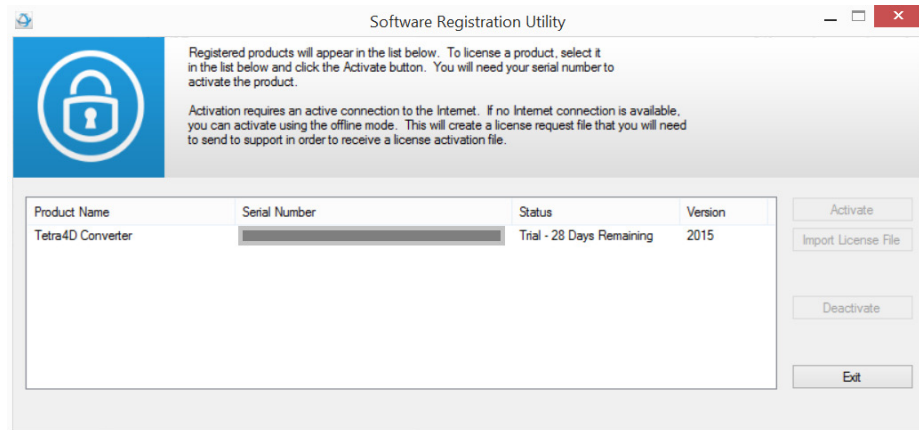 Software Registration Utility
Registered products will appear in the list below. To license a product, select it
in the list below and click the Activate button. You will need your serial number to
activate the product.
Activation requires an active connection to the Internet. If no Internet connection is available,
you can activate using the offline mode. This will create a license request file that you will need
to send to support in order to receive a license activation file.
Product Name Serial Number Status Version
Tetra4D Converter Trial - 28 Days Remaining 2015
Activate
Import License File
Deactivate
Exit